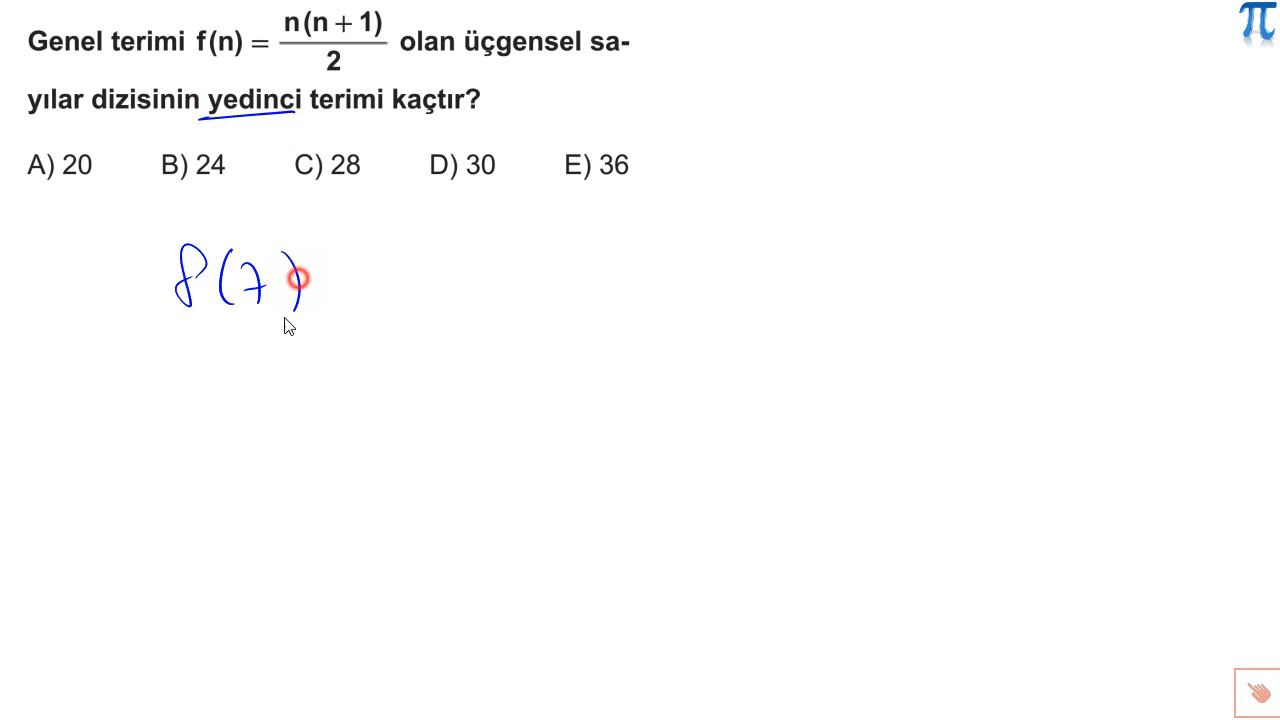 Genel terimi f(n) = n(n + 1) / 2 olan üçgensel sa-
yılar dizisinin yedinci terimi kaçtır?
A) 20 B) 24 C) 28 D) 30 E) 36
f(7)